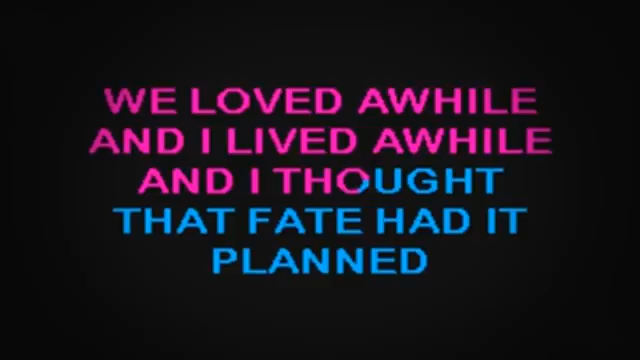 WE LOVED AWHILE
AND I LIVED AWHILE
AND I THOUGHT
THAT FATE HAD IT
PLANNED